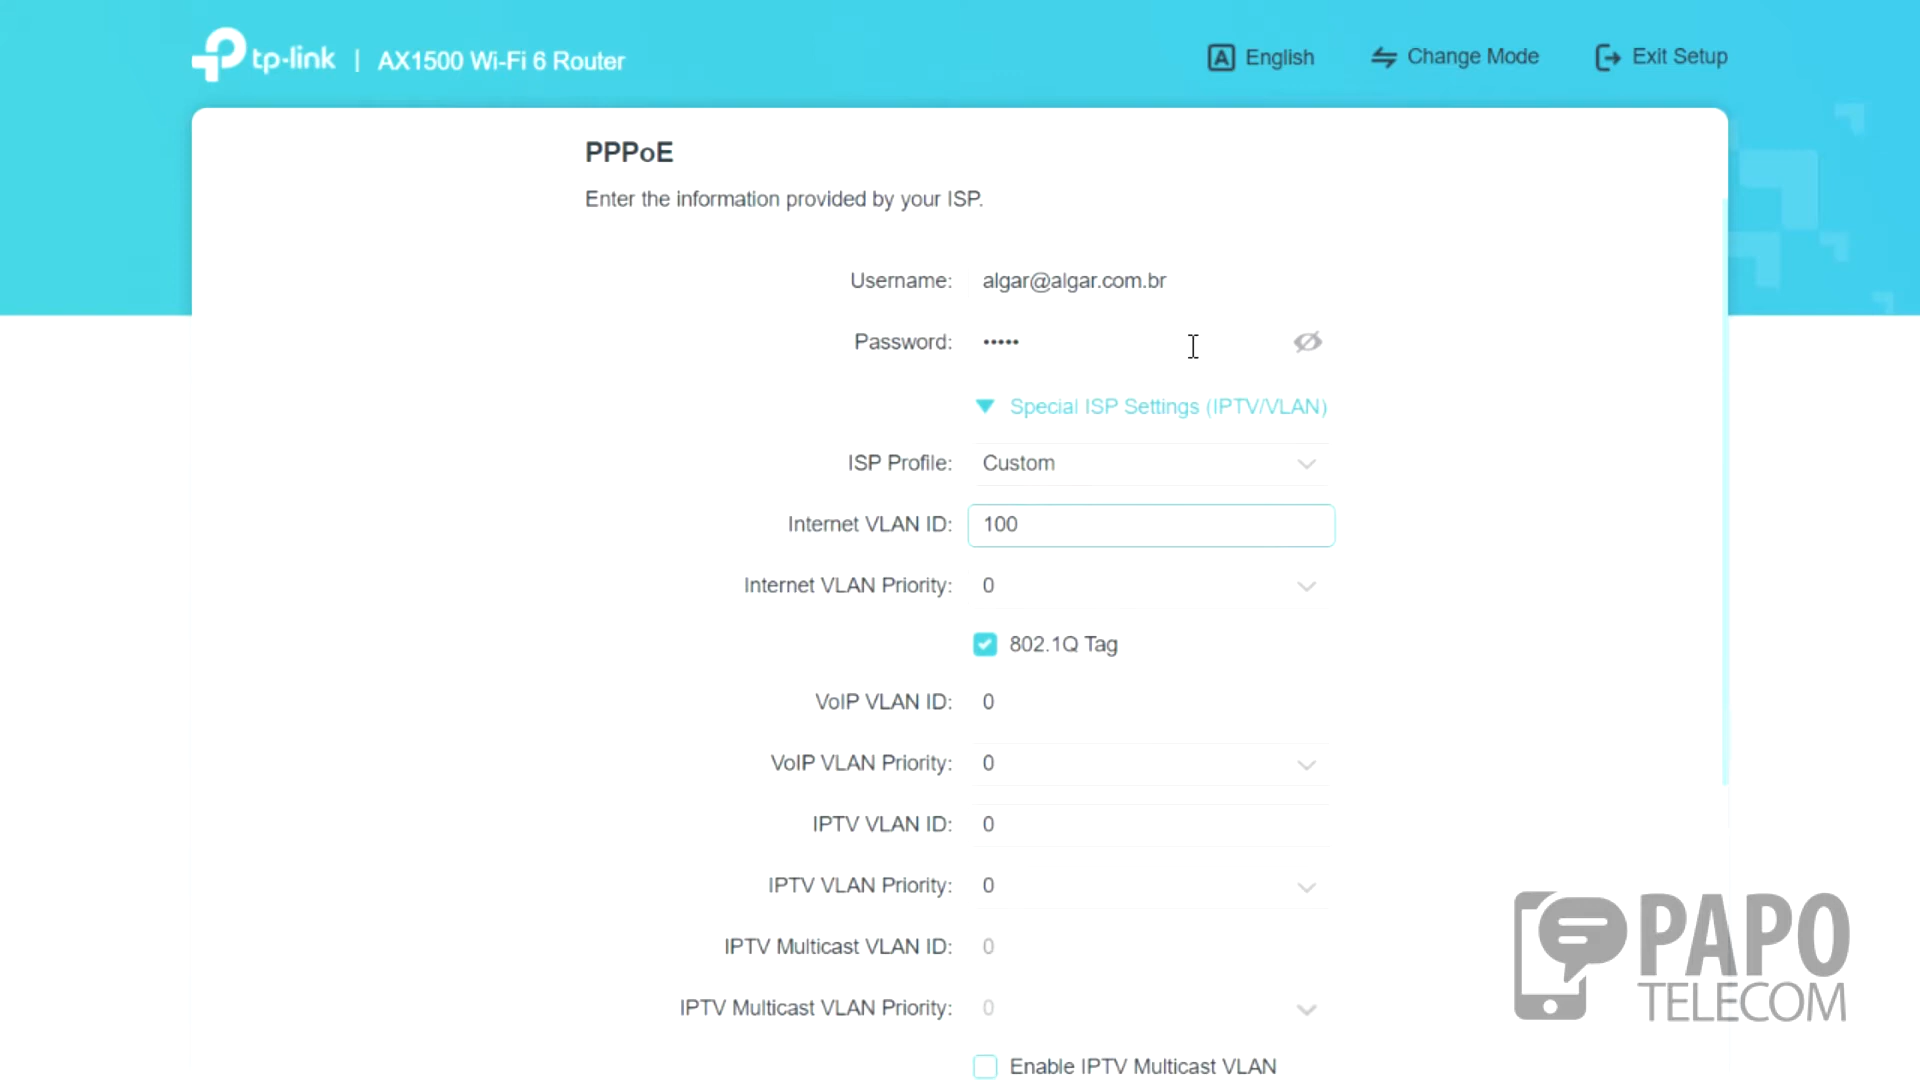 tp-link | AX1500 Wi-Fi 6 Router
English
Change Mode
Exit Setup
PPPoE
Enter the information provided by your ISP.
Username: algar@algar.com.br
Password: •••••
Special ISP Settings (IPTV/VLAN)
ISP Profile: Custom
Internet VLAN ID: 100
Internet VLAN Priority: 0
802.1Q Tag
VoIP VLAN ID: 0
VoIP VLAN Priority: 0
IPTV VLAN ID: 0
IPTV VLAN Priority: 0
IPTV Multicast VLAN ID: 0
IPTV Multicast VLAN Priority: 0
Enable IPTV Multicast VLAN
PAPO
TELECOM